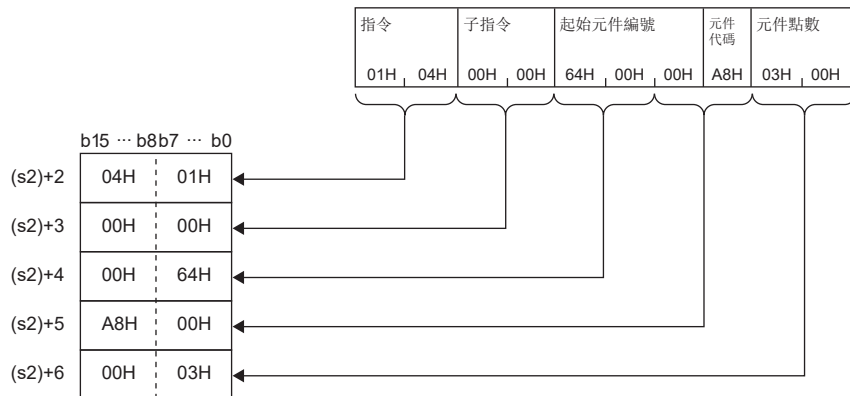 指令 子指令 起始元件編號 元件代碼 元件點數
01H 04H 00H 00H 64H 00H 00H A8H 03H 00H
b15 ··· b8b7 ··· b0
(s2)+2 04H 01H
(s2)+3 00H 00H
(s2)+4 00H 64H
(s2)+5 A8H 00H
(s2)+6 00H 03H